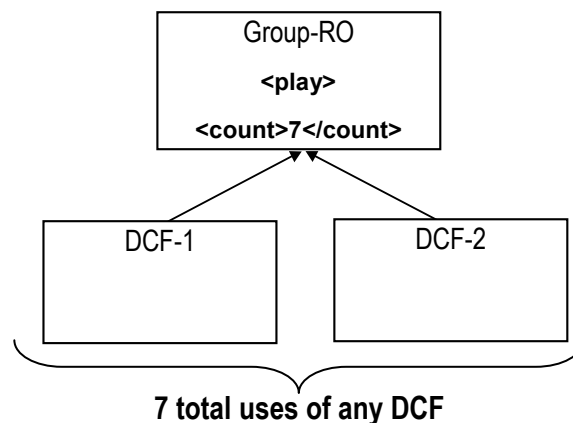 Group-RO
<play>
<count>7</count>
DCF-1
DCF-2
7 total uses of any DCF